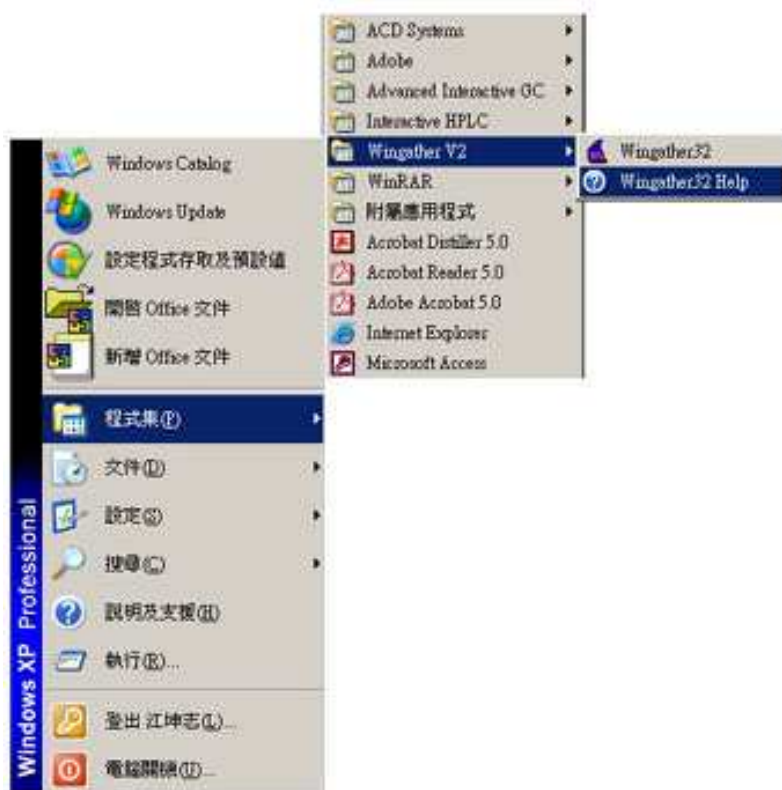 ACD Systems
Adobe
Advanced Interactive GC
Interactive HPLC
Wingather V2
WinRAR
附屬應用程式
Acrobat Distiller 5.0
Acrobat Reader 5.0
Adobe Acrobat 5.0
Internet Explorer
Microsoft Access
Wingather32
Wingather32 Help
Windows Catalog
Windows Update
設定程式存取及預設值
開啓 Office 文件
新增 Office 文件
程式集(P)
文件(D)
設定(S)
搜尋(C)
說明及支援(H)
執行(R)...
登出 江坤志(L)...
電腦關機(U)...
Windows XP Professional